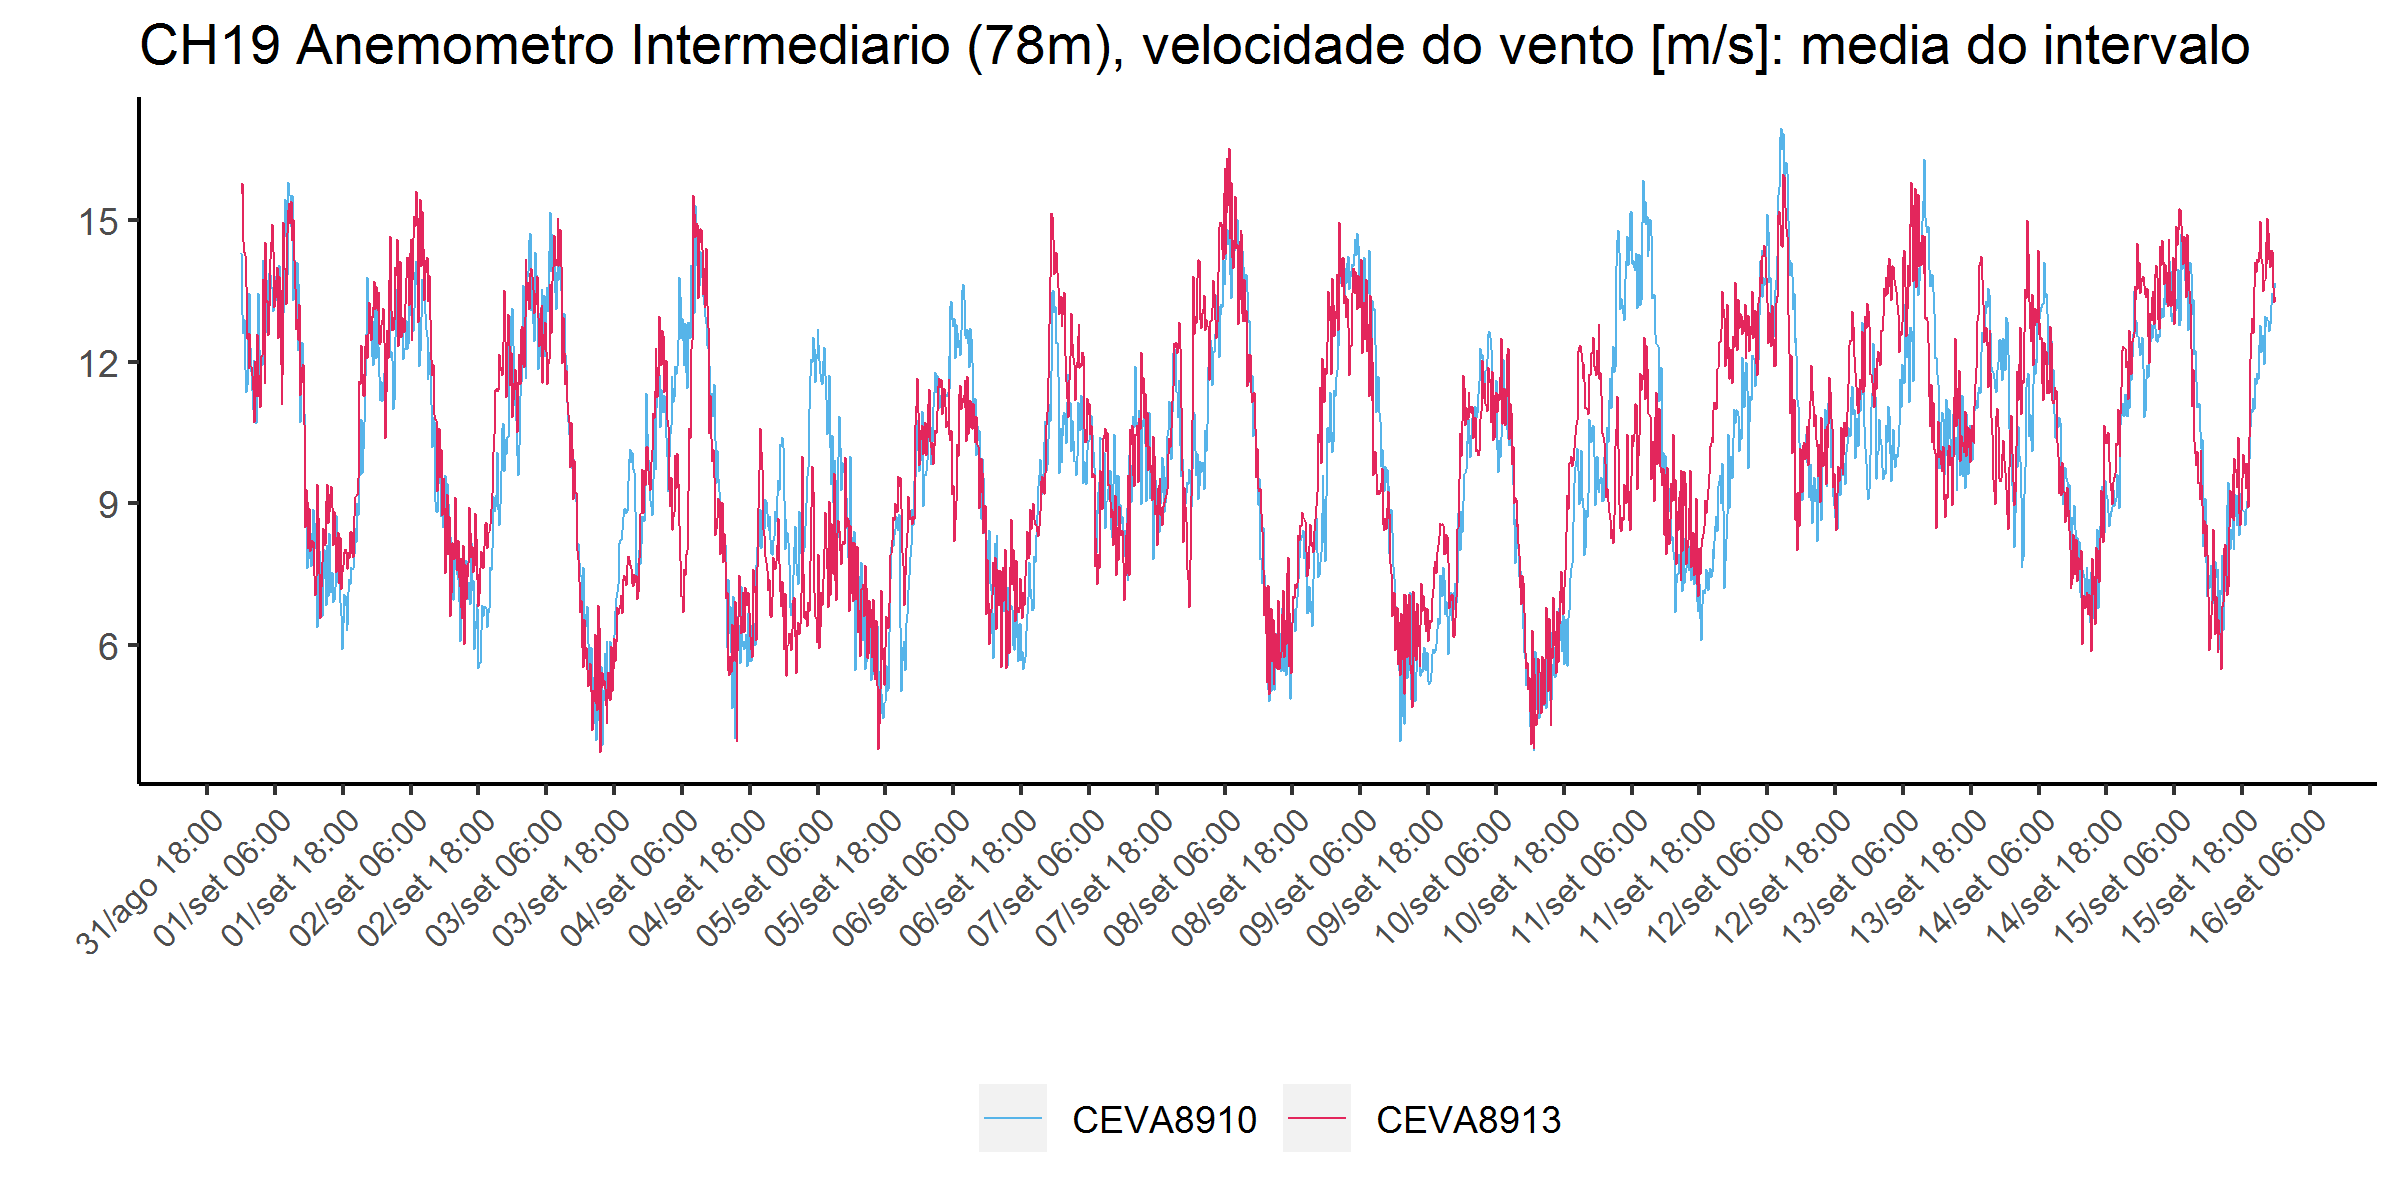 CH19 Anemometro Intermediario (78m), velocidade do vento [m/s]: media do intervalo
15
12
9
6
31/ago 18:00
01/set 06:00
01/set 18:00
02/set 06:00
02/set 18:00
03/set 06:00
03/set 18:00
04/set 06:00
04/set 18:00
05/set 06:00
05/set 18:00
06/set 06:00
06/set 18:00
07/set 06:00
07/set 18:00
08/set 06:00
08/set 18:00
09/set 06:00
09/set 18:00
10/set 06:00
10/set 18:00
11/set 06:00
11/set 18:00
12/set 06:00
12/set 18:00
13/set 06:00
13/set 18:00
14/set 06:00
14/set 18:00
15/set 06:00
15/set 18:00
16/set 06:00
CEVA8910 CEVA8913